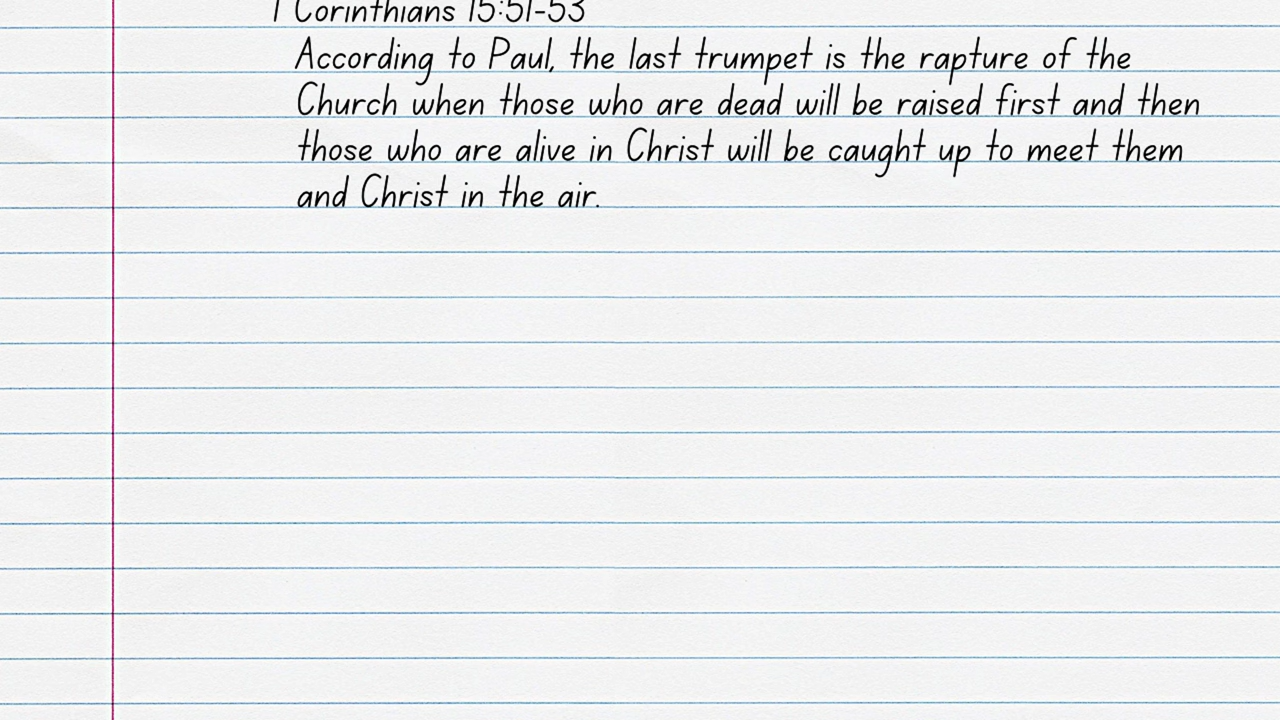 1 Corinthians 15:51-53
According to Paul, the last trumpet is the rapture of the
Church when those who are dead will be raised first and then
those who are alive in Christ will be caught up to meet them
and Christ in the air.